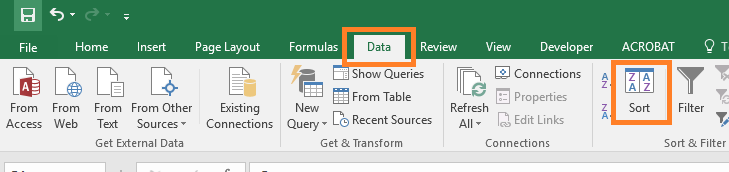 File Home Insert Page Layout Formulas Data Review View Developer ACROBAT
From Access
From Web
From Text
From Other Sources
Existing Connections
Get External Data
New Query
Show Queries
From Table
Recent Sources
Get & Transform
Refresh All
Connections
Properties
Edit Links
Connections
Sort
Filter
Sort & Filter